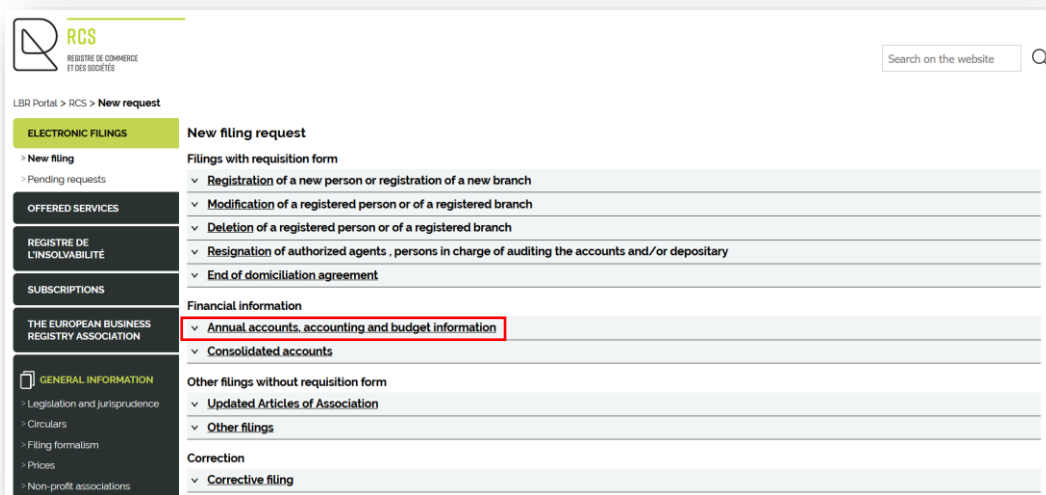 RCS
REGISTRE DE COMMERCE
ET DES SOCIÉTÉS
Search on the website
LBR Portal > RCS > New request
ELECTRONIC FILINGS
> New filing
> Pending requests
OFFERED SERVICES
REGISTRE DE
L'INSOLVABILITÉ
SUBSCRIPTIONS
THE EUROPEAN BUSINESS
REGISTRY ASSOCIATION
GENERAL INFORMATION
> Legislation and jurisprudence
> Circulars
> Filing formalism
> Prices
> Non-profit associations
New filing request
Filings with requisition form
Registration of a new person or registration of a new branch
Modification of a registered person or of a registered branch
Deletion of a registered person or of a registered branch
Resignation of authorized agents , persons in charge of auditing the accounts and/or depositary
End of domiciliation agreement
Financial information
Annual accounts, accounting and budget information
Consolidated accounts
Other filings without requisition form
Updated Articles of Association
Other filings
Correction
Corrective filing